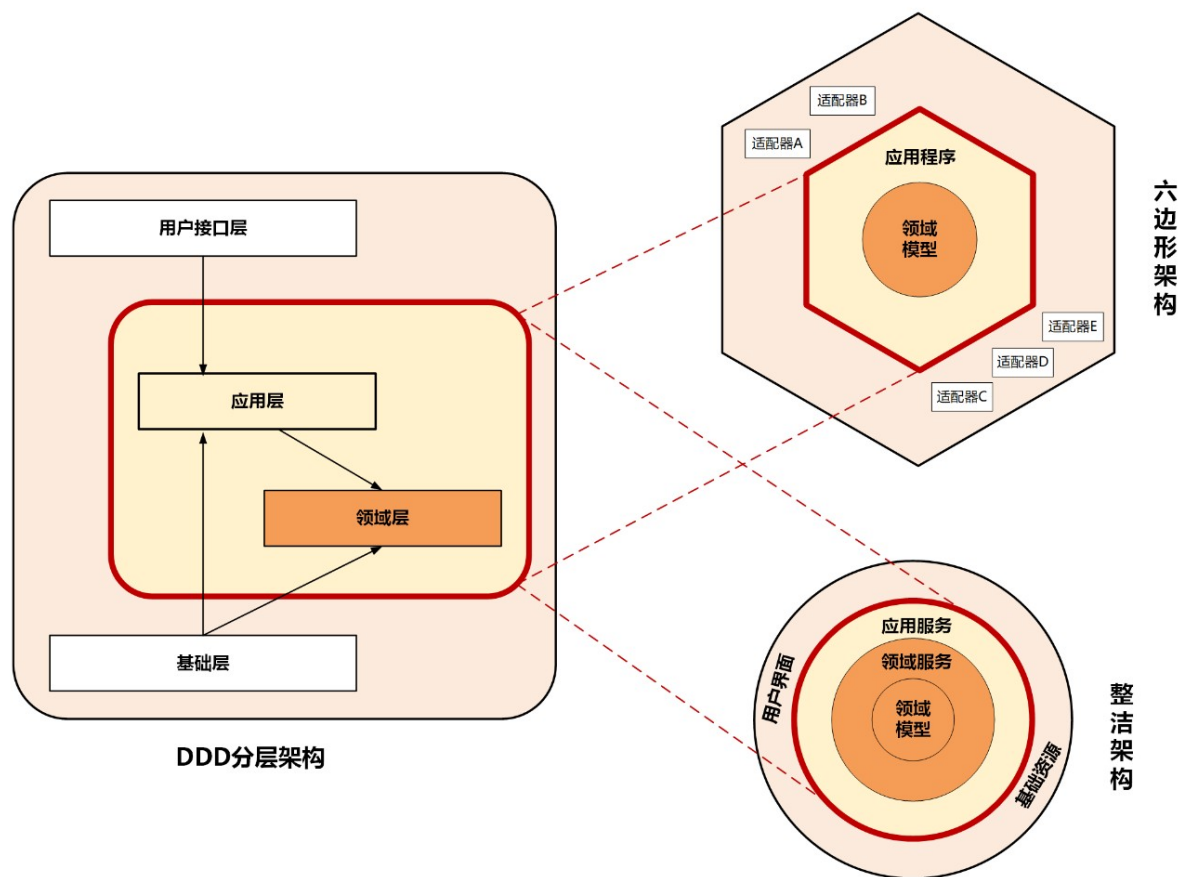 用户接口层
应用层
领域层
基础层
DDD分层架构
适配器B
适配器A
应用程序
领域
模型
适配器E
适配器D
适配器C
六边形架构
应用服务
领域服务
领域
模型
用户界面
基础资源
整洁架构